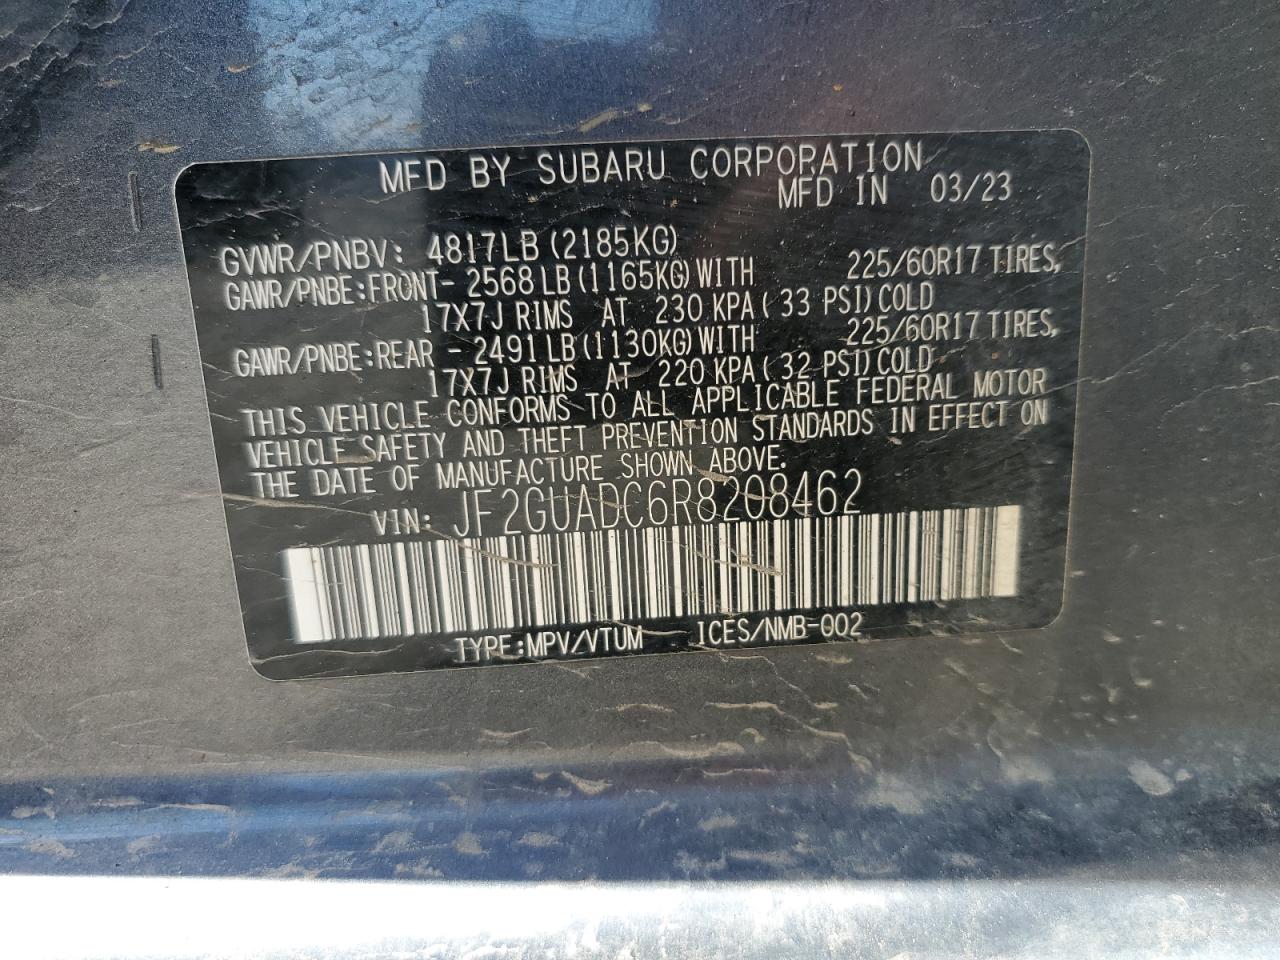 MFD BY SUBARU CORPORATION
MFD IN 03/23
GVWR/PNBV: 4817LB (2185KG)
GAWR/PNBE:FRONT- 2568 LB (1165KG) WITH 225/60R17 TIRES,
17X7J RIMS AT 230 KPA ( 33 PSI) COLD
GAWR/PNBE:REAR - 2491 LB (1130KG) WITH 225/60R17 TIRES,
17X7J RIMS AT 220 KPA ( 32 PSI) COLD
THIS VEHICLE CONFORMS TO ALL APPLICABLE FEDERAL MOTOR
VEHICLE SAFETY AND THEFT PREVENTION STANDARDS IN EFFECT ON
THE DATE OF MANUFACTURE SHOWN ABOVE.
VIN: JF2GUADC6R8208462
TYPE:MPV/VTUM ICES/NMB-002